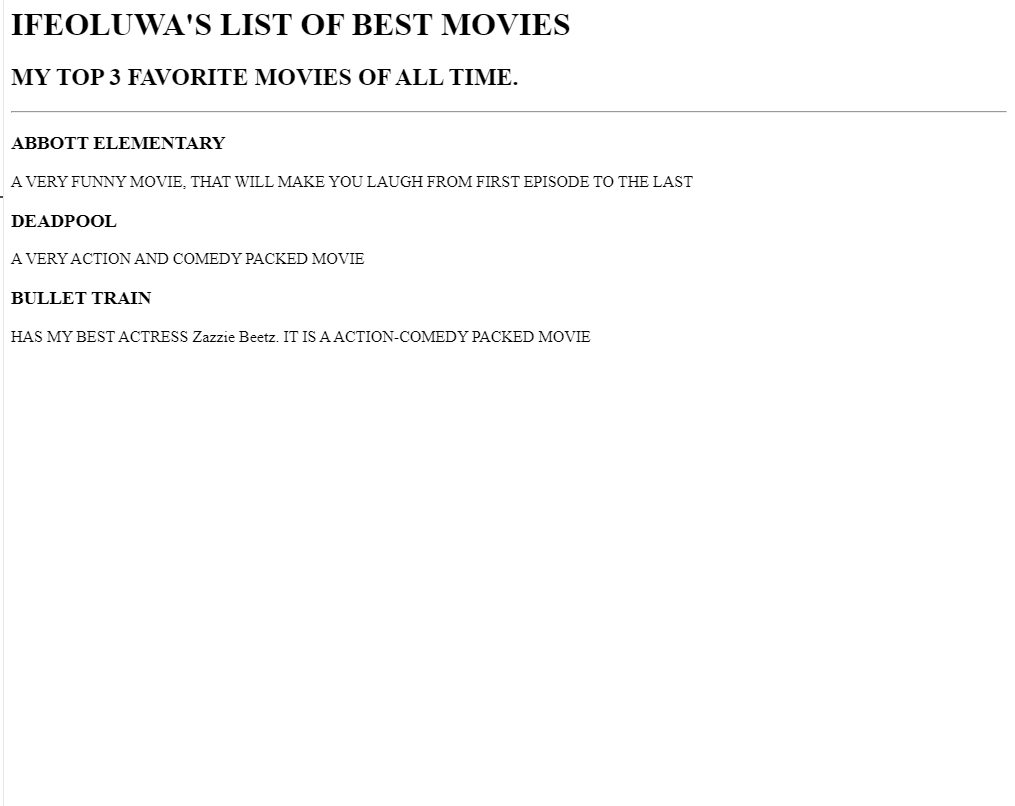 IFEOLUWA'S LIST OF BEST MOVIES
MY TOP 3 FAVORITE MOVIES OF ALL TIME.
ABBOTT ELEMENTARY
A VERY FUNNY MOVIE, THAT WILL MAKE YOU LAUGH FROM FIRST EPISODE TO THE LAST
DEADPOOL
A VERY ACTION AND COMEDY PACKED MOVIE
BULLET TRAIN
HAS MY BEST ACTRESS Zazzie Beetz. IT IS A ACTION-COMEDY PACKED MOVIE